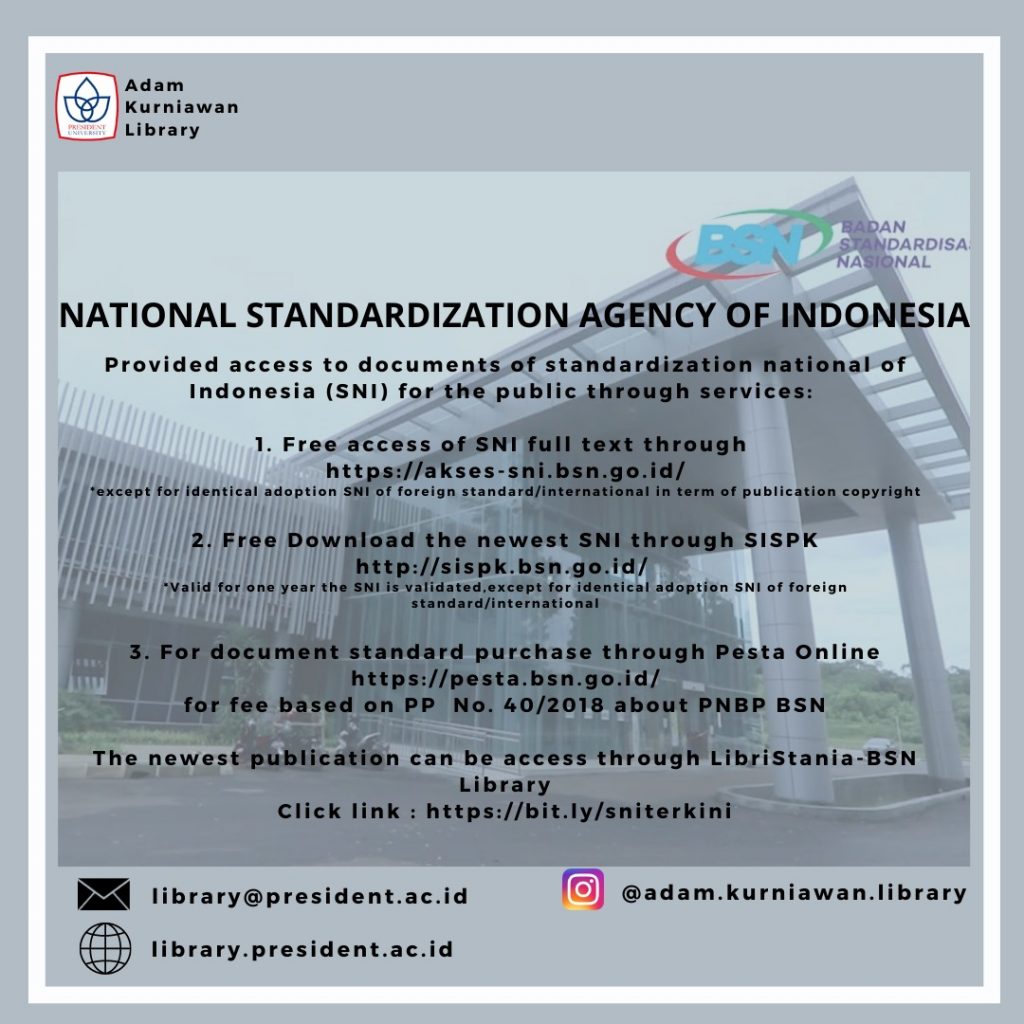 Adam
Kurniawan
Library
PRESIDENT
UNIVERSITY
BSN
BADAN
STANDARDISAS
NASIONAL
NATIONAL STANDARDIZATION AGENCY OF INDONESIA
Provided access to documents of standardization national of
Indonesia (SNI) for the public through services:
1. Free access of SNI full text through
https://akses-sni.bsn.go.id/
*except for identical adoption SNI of foreign standard/international in term of publication copyright
2. Free Download the newest SNI through SISPK
http://sispk.bsn.go.id/
*Valid for one year the SNI is validated,except for identical adoption SNI of foreign
standard/international
3. For document standard purchase through Pesta Online
https://pesta.bsn.go.id/
for fee based on PP  No. 40/2018 about PNBP BSN
The newest publication can be access through LibriStania-BSN
Library
Click link : https://bit.ly/sniterkini
library@president.ac.id
@adam.kurniawan.library
library.president.ac.id